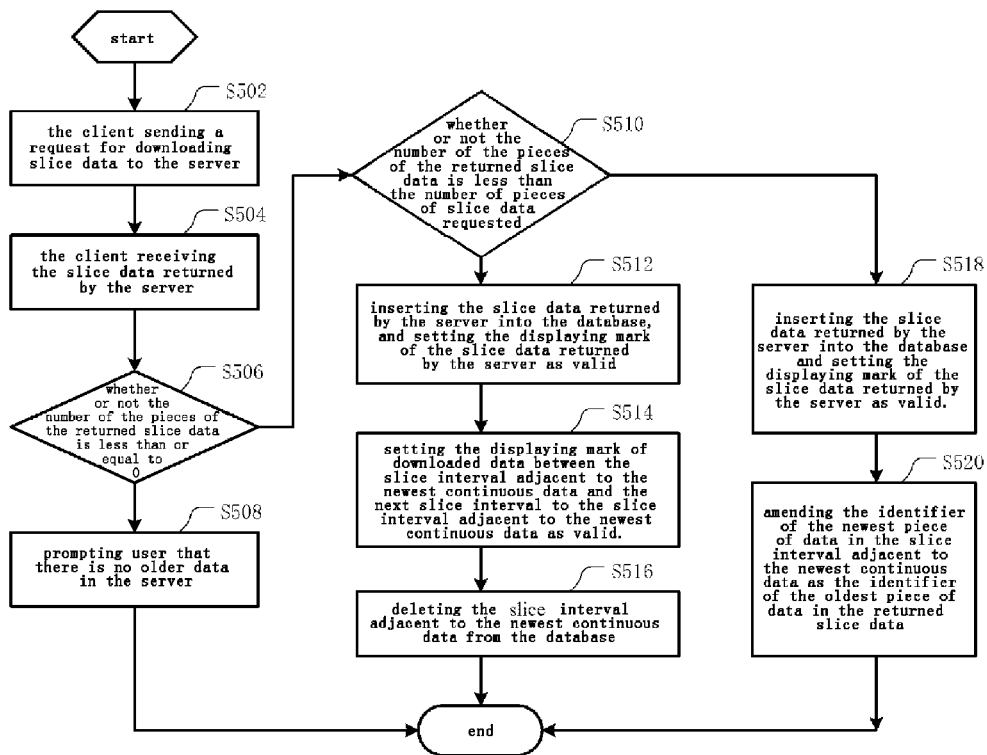 start
S502
the client sending a
request for downloading
slice data to the server
S504
the client receiving
the slice data returned
by the server
S506
whether
or not the
number of the pieces of
the returned slice data
is less than or
equal to
0
S508
prompting user that
there is no older data
in the server
S510
whether
or not the
number of the pieces
of the returned slice
data is less than
the number of pieces
of slice data
requested
S512
inserting the slice data returned
by the server into the database,
and setting the displaying mark
of the slice data returned
by the server as valid
S514
setting the displaying mark of
downloaded data between the
slice interval adjacent to the
newest continuous data and the
next slice interval to the slice
interval adjacent to the newest
continuous data as valid.
S516
deleting the slice interval
adjacent to the newest continuous
data from the database
S518
inserting the slice
data returned by the
server into the database
and setting the
displaying mark of the
slice data returned by
the server as valid.
S520
amending the identifier
of the newest piece
of data in the slice
interval adjacent to
the newest continuous
data as the identifier
of the oldest piece of
data in the returned
slice data
end